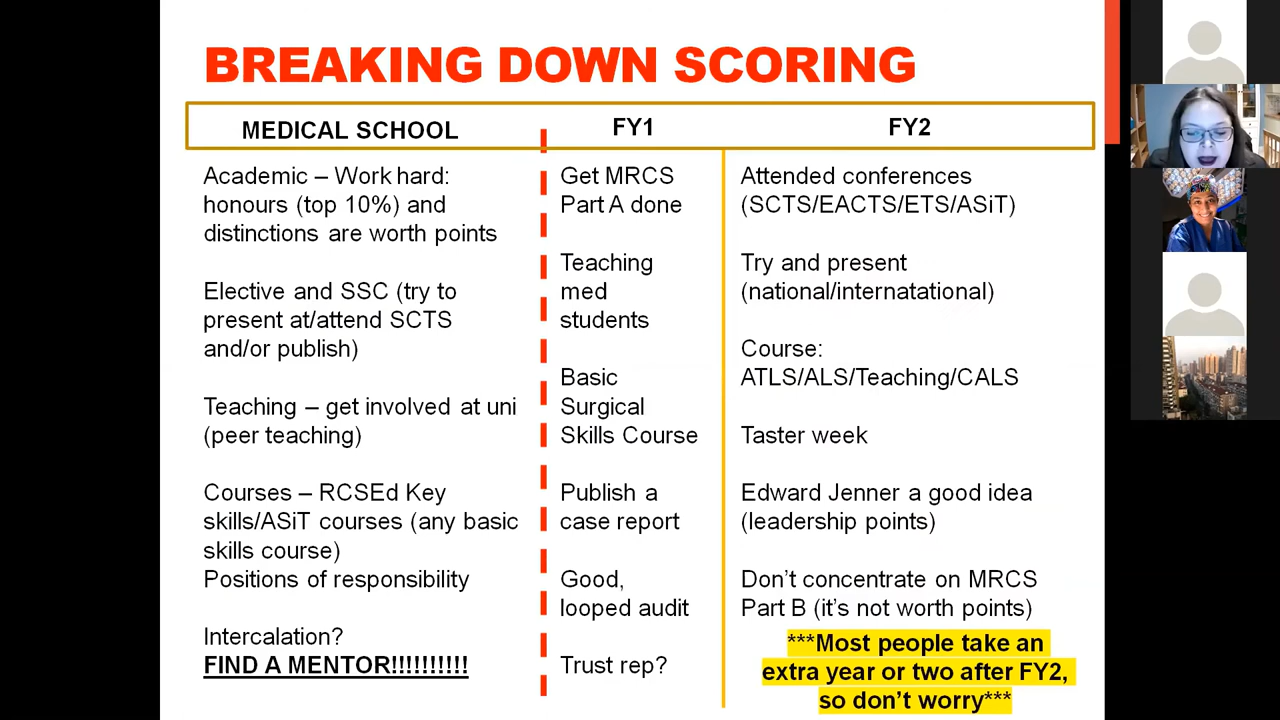 BREAKING DOWN SCORING
MEDICAL SCHOOL
FY1
FY2
Academic – Work hard:
honours (top 10%) and
distinctions are worth points
Elective and SSC (try to
present at/attend SCTS
and/or publish)
Teaching – get involved at uni
(peer teaching)
Courses – RCSEd Key
skills/ASiT courses (any basic
skills course)
Positions of responsibility
Intercalation?
FIND A MENTOR!!!!!!!!!!
Get MRCS
Part A done
Teaching
med
students
Basic
Surgical
Skills Course
Publish a
case report
Good,
looped audit
Trust rep?
Attended conferences
(SCTS/EACTS/ETS/ASiT)
Try and present
(national/internatational)
Course:
ATLS/ALS/Teaching/CALS
Taster week
Edward Jenner a good idea
(leadership points)
Don't concentrate on MRCS
Part B (it's not worth points)
***Most people take an
extra year or two after FY2,
so don't worry***